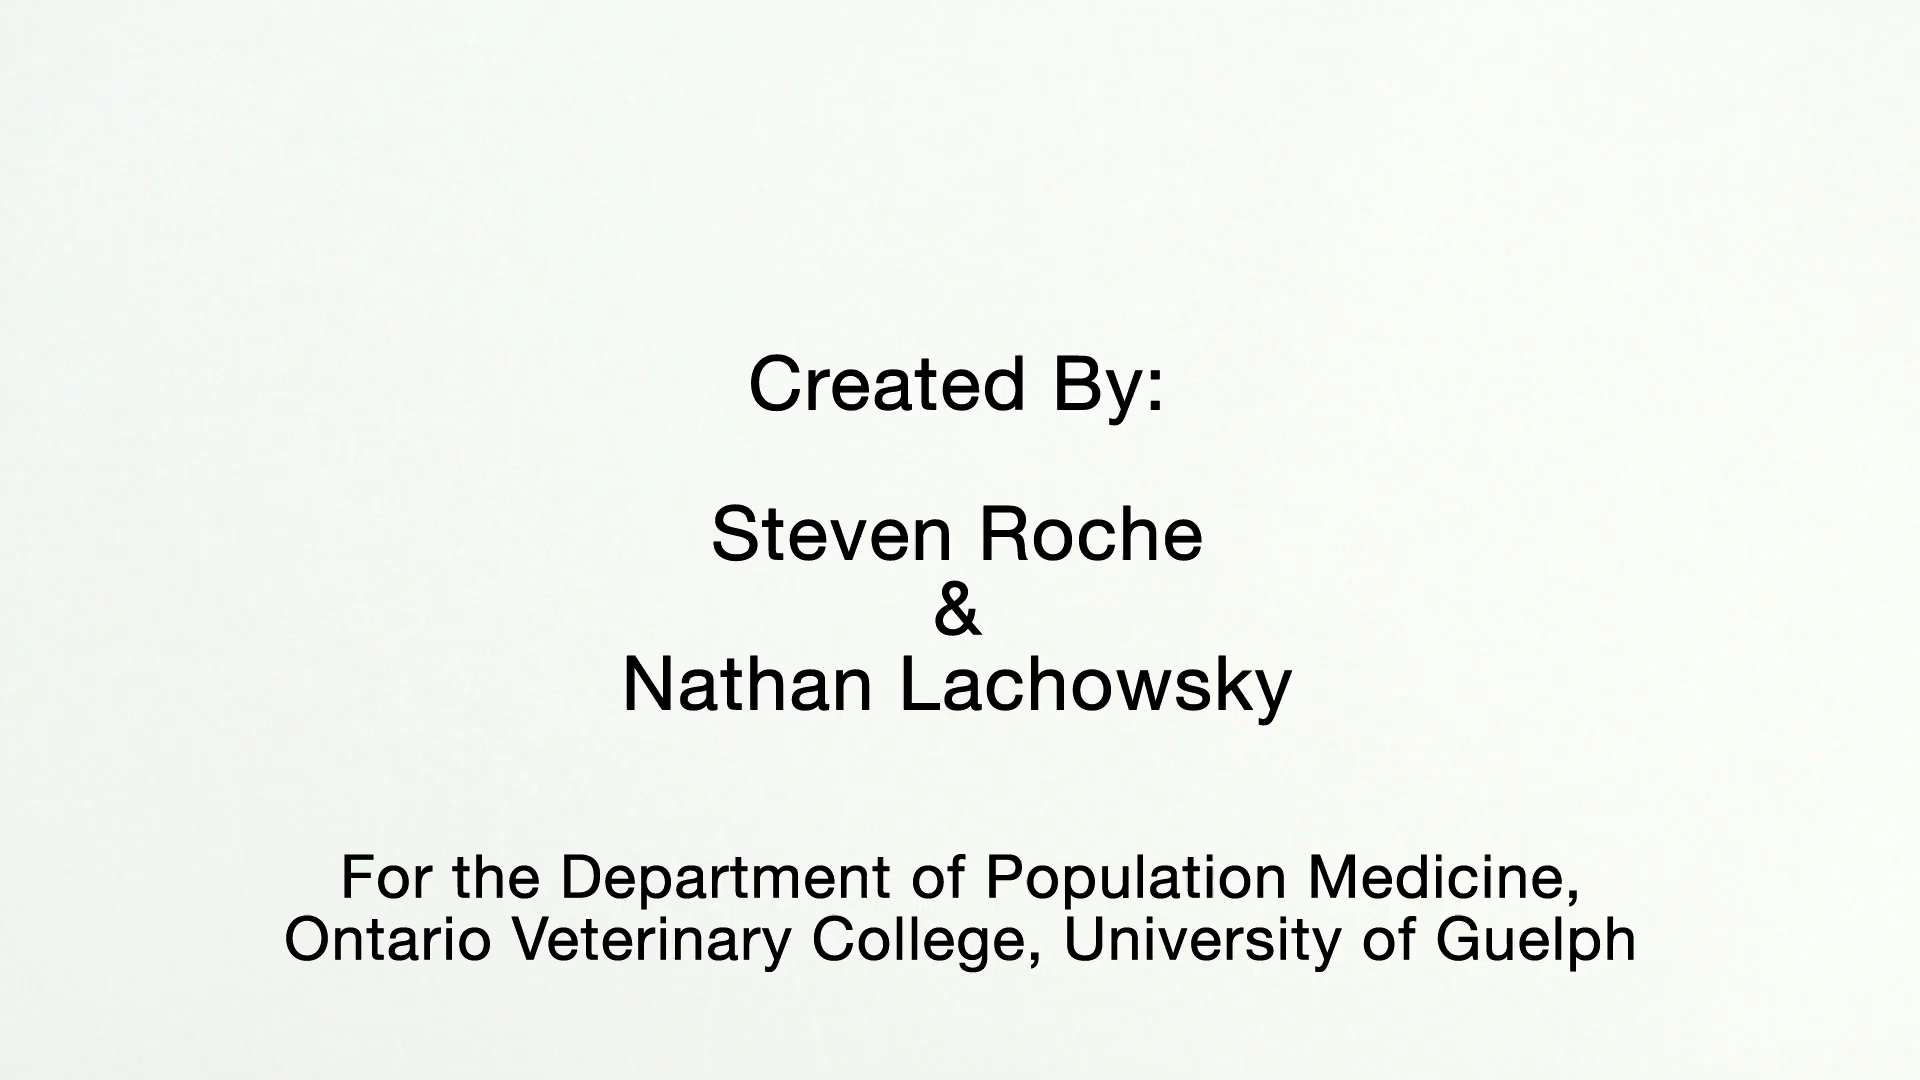 Created By:
Steven Roche
&
Nathan Lachowsky
For the Department of Population Medicine,
Ontario Veterinary College, University of Guelph